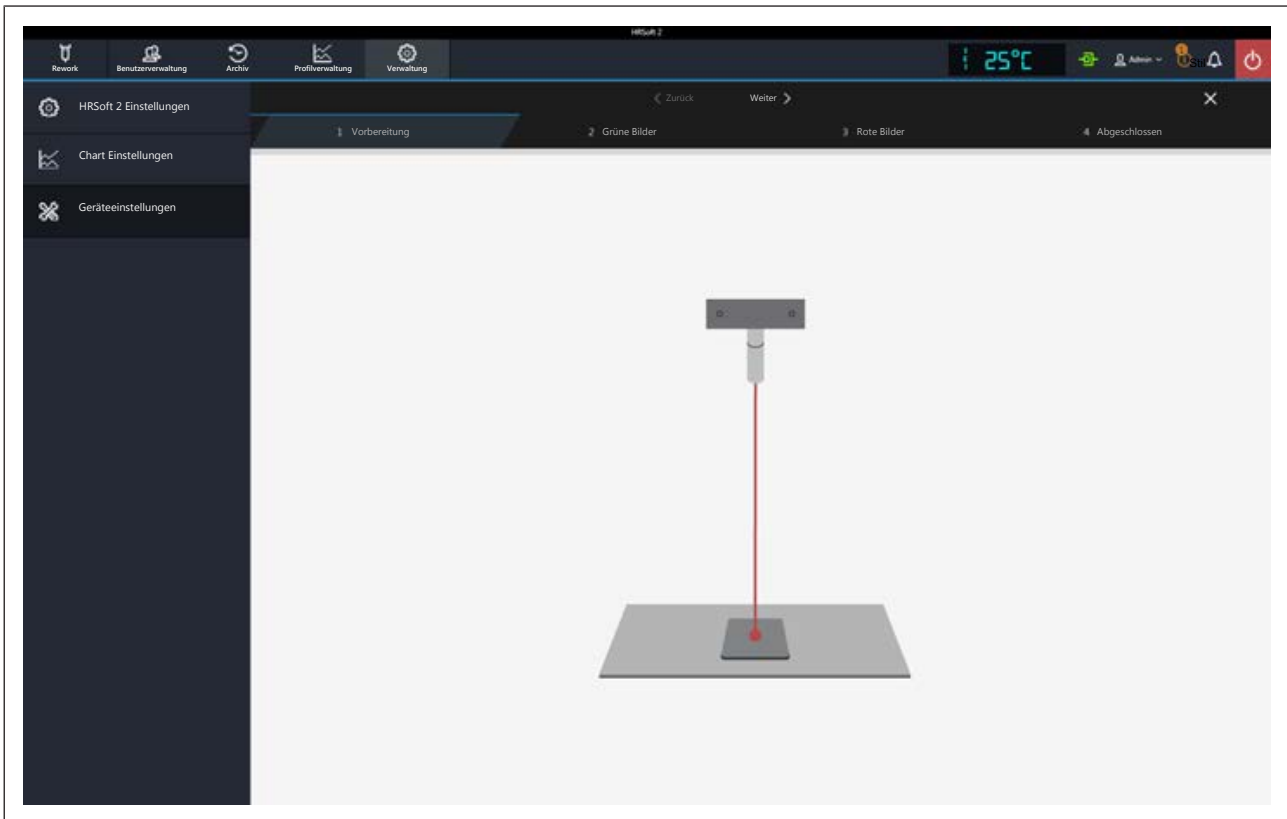 HRSoft 2
Rework Benutzerverwaltung Archiv Profilverwaltung Verwaltung 25°C Admin
HRSoft 2 Einstellungen
Zurück Weiter
1 Vorbereitung 2 Grüne Bilder 3 Rote Bilder 4 Abgeschlossen
Chart Einstellungen
Geräteeinstellungen